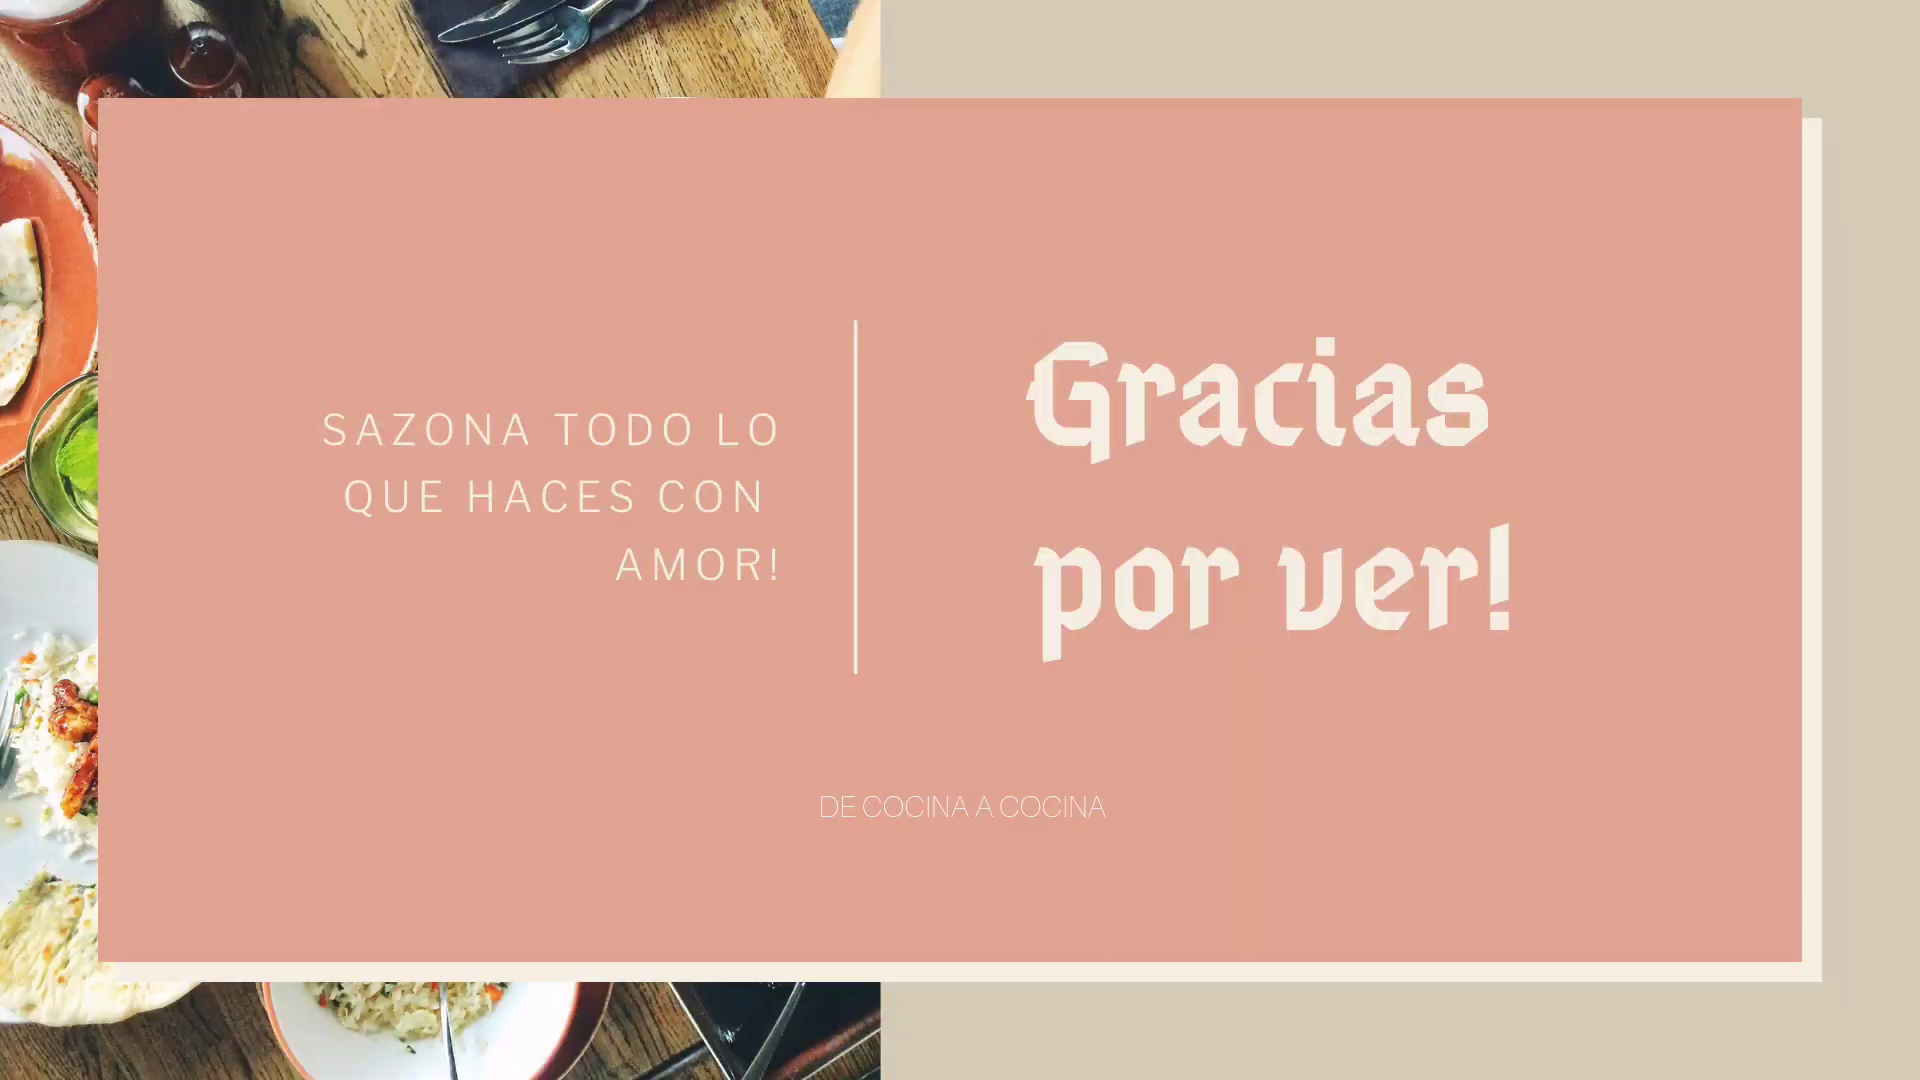 SAZONA TODO LO
QUE HACES CON
AMOR!
Gracias
por ver!
DE COCINA A COCINA